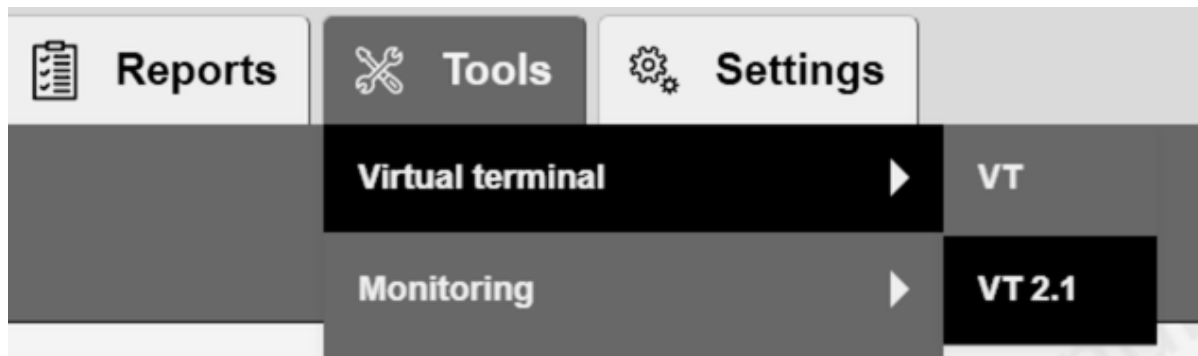 Reports Tools Settings
Virtual terminal VT
Monitoring VT 2.1